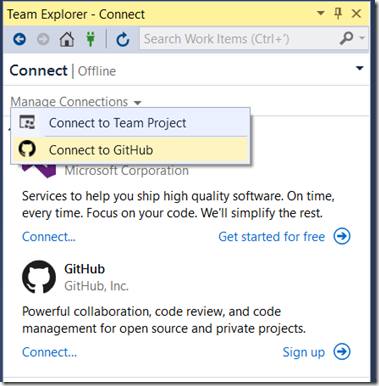 Team Explorer - Connect
Search Work Items (Ctrl+')
Connect | Offline
Manage Connections
Connect to Team Project
Connect to GitHub
Microsoft Corporation
Services to help you ship high quality software. On time,
every time. Focus on your code. We'll simplify the rest.
Connect...
Get started for free
GitHub
GitHub, Inc.
Powerful collaboration, code review, and code
management for open source and private projects.
Connect...
Sign up